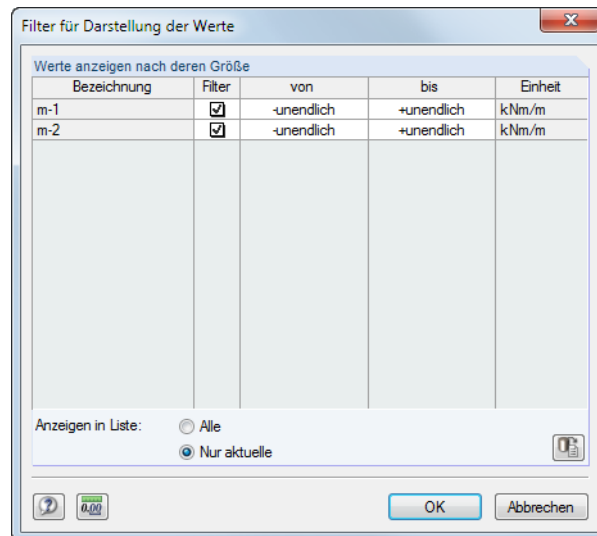 Filter für Darstellung der Werte
Werte anzeigen nach deren Größe
Bezeichnung Filter von bis Einheit
m-1 -unendlich +unendlich kNm/m
m-2 -unendlich +unendlich kNm/m
Anzeigen in Liste: Alle
Nur aktuelle
0.00 OK Abbrechen